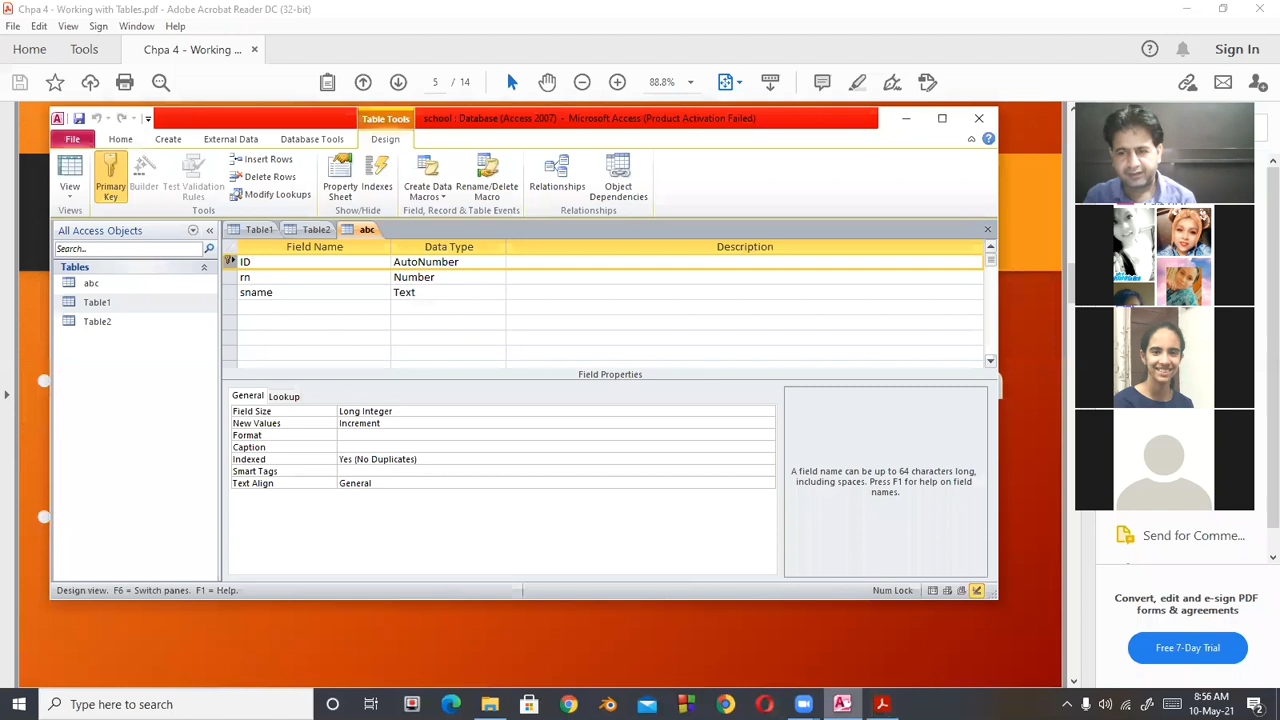 Chpa 4 - Working with Tables.pdf - Adobe Acrobat Reader DC (32-bit)
File Edit View Sign Window Help
Home Tools Chpa 4 - Working w... × Sign In
5 / 14 88.8%
Table Tools school : Database (Access 2007) - Microsoft Access (Product Activation Failed)
File Home Create External Data Database Tools Design
View
Primary Key
Builder
Test Validation Rules
Insert Rows
Delete Rows
Modify Lookups
Property Sheet
Indexes
Create Data Macros
Rename/Delete Macro
Relationships
Object Dependencies
Views Tools Show/Hide Field, Record & Table Events Relationships
All Access Objects
Search...
Tables
abc
Table1
Table2
Table1 Table2 abc
Field Name Data Type Description
ID AutoNumber
rn Number
sname Text
Field Properties
General Lookup
Field Size Long Integer
New Values Increment
Format
Caption
Indexed Yes (No Duplicates)
Smart Tags
Text Align General
A field name can be up to 64 characters long,
including spaces. Press F1 for help on field
names.
Design view. F6 = Switch panes. F1 = Help. Num Lock
Send for Comme...
Convert, edit and e-sign PDF
forms & agreements
Free 7-Day Trial
Type here to search
8:56 AM
10-May-21
2